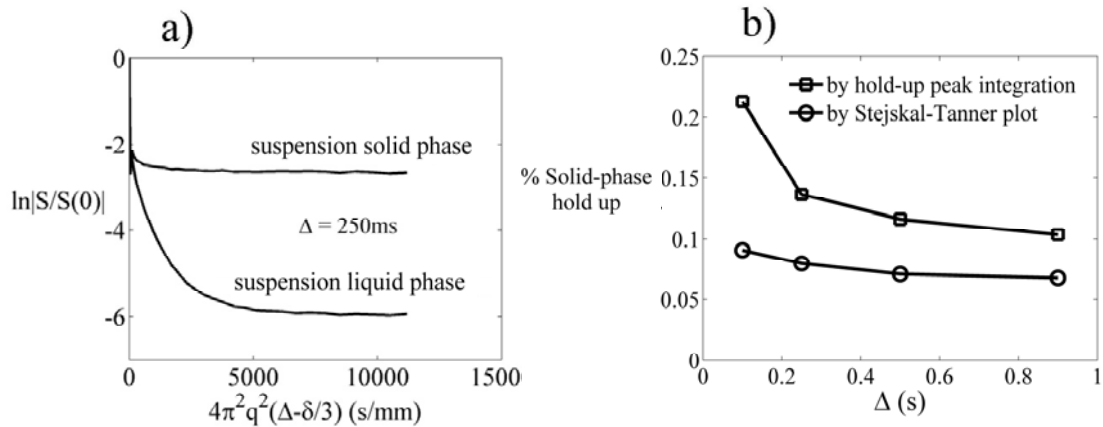 a)
0
-2
-4
-6
ln|S/S(0)|
suspension solid phase
Δ = 250ms
suspension liquid phase
0 5000 10000 1500
4π²q²(Δ-δ/3) (s/mm)
b)
0.25
0.2
0.15
0.1
0.05
0
% Solid-phase
hold up
by hold-up peak integration
by Stejskal-Tanner plot
0 0.2 0.4 0.6 0.8 1
Δ (s)